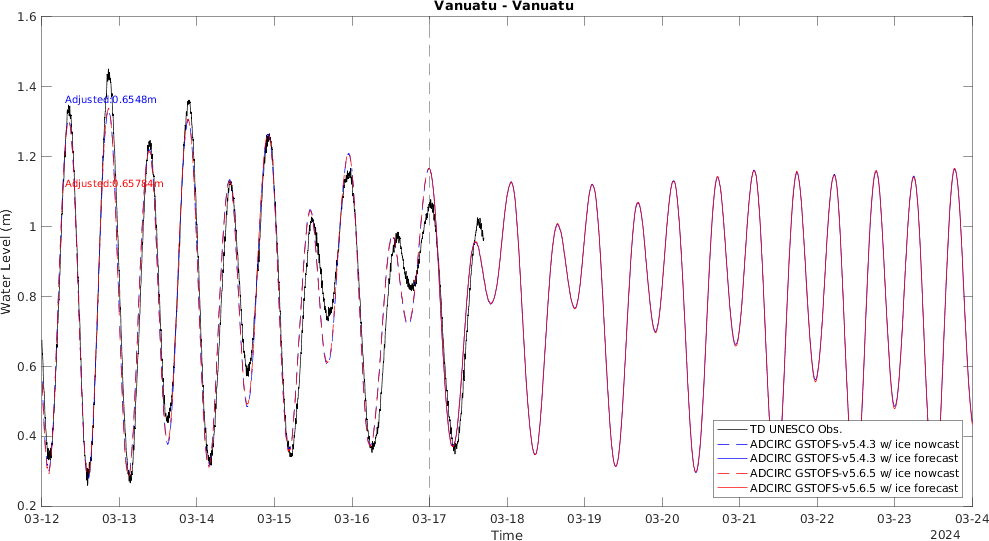 Vanuatu - Vanuatu
1.6
1.4
1.2
1
0.8
0.6
0.4
0.2
Water Level (m)
Adjusted:0.6548m
Adjusted:0.65784m
TD UNESCO Obs.
ADCIRC GSTOFS-v5.4.3 w/ ice nowcast
ADCIRC GSTOFS-v5.4.3 w/ ice forecast
ADCIRC GSTOFS-v5.6.5 w/ ice nowcast
ADCIRC GSTOFS-v5.6.5 w/ ice forecast
03-12 03-13 03-14 03-15 03-16 03-17 03-18 03-19 03-20 03-21 03-22 03-23 03-24
Time
2024